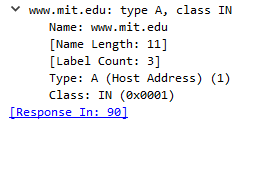 www.mit.edu: type A, class IN
Name: www.mit.edu
[Name Length: 11]
[Label Count: 3]
Type: A (Host Address) (1)
Class: IN (0x0001)
[Response In: 90]